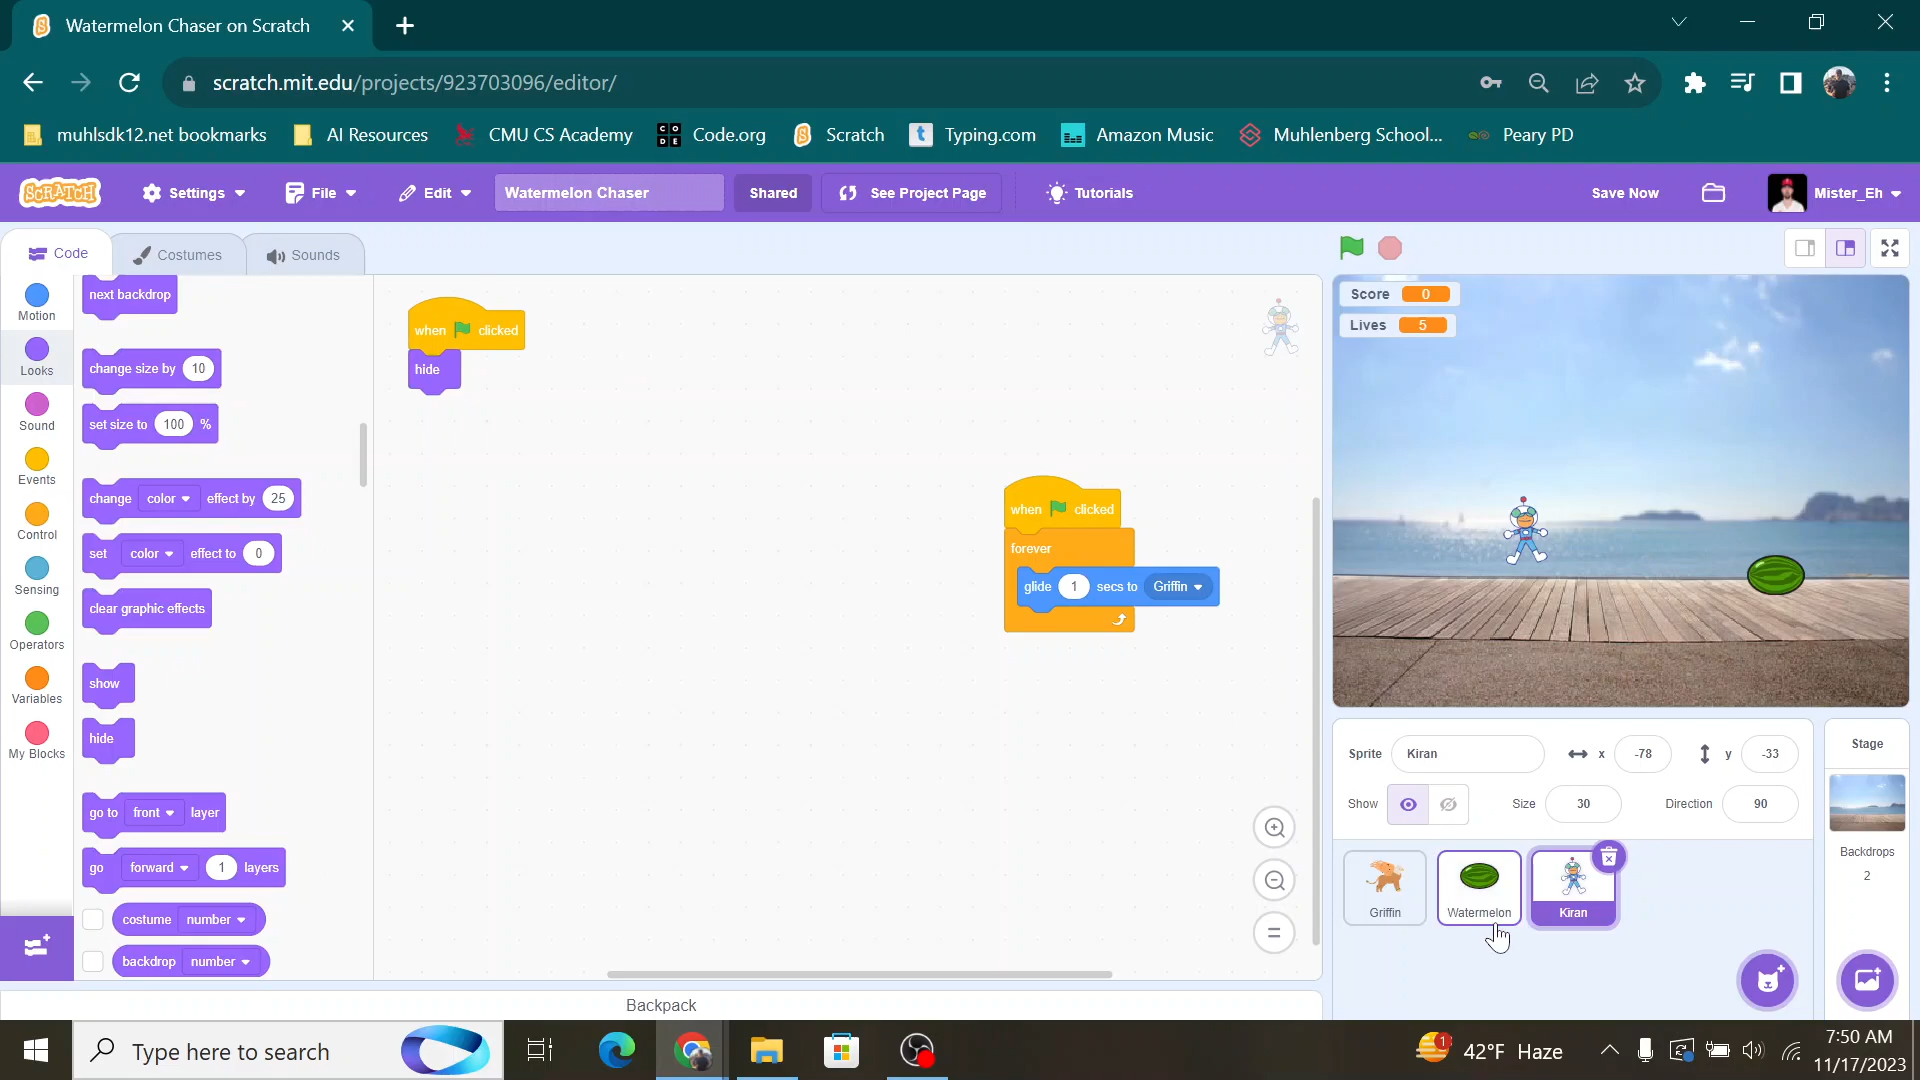 Watermelon Chaser on Scratch
scratch.mit.edu/projects/923703096/editor/
muhlsdk12.net bookmarks AI Resources CMU CS Academy CODE Code.org Scratch t Typing.com Amazon Music Muhlenberg School... Peary PD
SCRATCH Settings File Edit Watermelon Chaser Shared See Project Page Tutorials Save Now Mister_Eh
Code Costumes Sounds
Motion
Looks
Sound
Events
Control
Sensing
Operators
Variables
My Blocks
next backdrop
change size by 10
set size to 100 %
change color effect by 25
set color effect to 0
clear graphic effects
show
hide
go to front layer
go forward 1 layers
costume number
backdrop number
when clicked
hide
when clicked
forever
glide 1 secs to Griffin
Backpack
Score 0
Lives 5
Sprite Kiran x -78 y -33
Show Size 30 Direction 90
Griffin Watermelon Kiran
Stage
Backdrops
2
Type here to search
1
42°F Haze
7:50 AM
11/17/2023